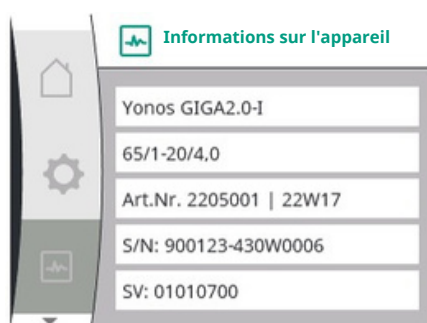 Informations sur l'appareil
Yonos GIGA2.0-I
65/1-20/4,0
Art.Nr. 2205001 | 22W17
S/N: 900123-430W0006
SV: 01010700